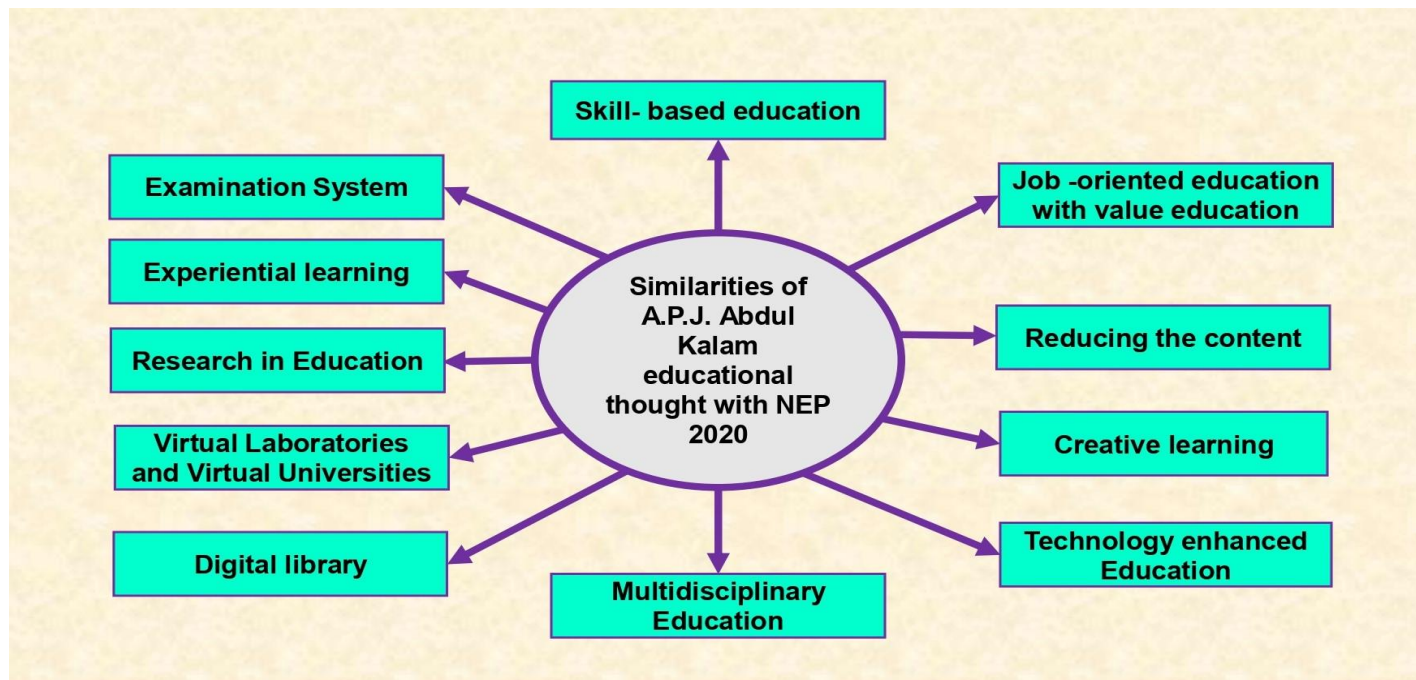 Skill- based education
Examination System
Job -oriented education
with value education
Experiential learning
Similarities of
A.P.J. Abdul
Kalam
educational
thought with NEP
2020
Research in Education
Reducing the content
Virtual Laboratories
and Virtual Universities
Creative learning
Digital library
Technology enhanced
Education
Multidisciplinary
Education